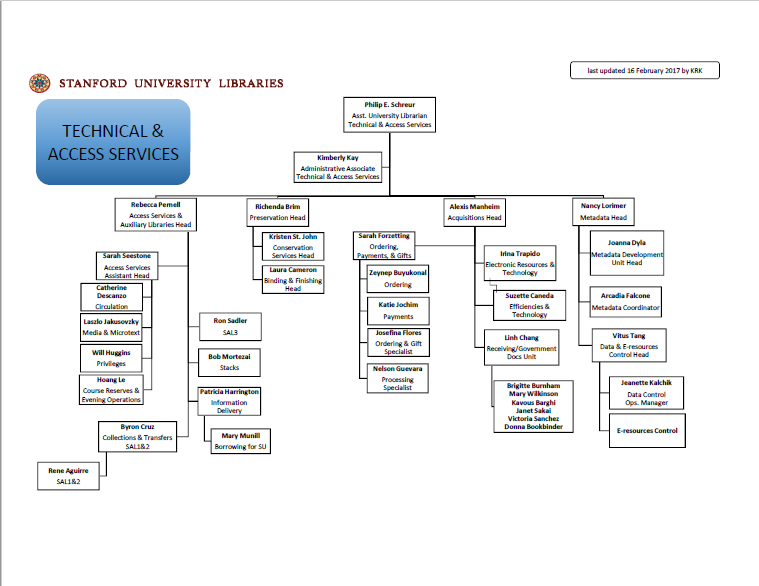 last updated 16 February 2017 by KRK
STANFORD UNIVERSITY LIBRARIES
TECHNICAL &
ACCESS SERVICES
Philip E. Schreur
Asst. University Librarian
Technical & Access Services
Kimberly Kay
Administrative Associate
Technical & Access Services
Rebecca Pernell
Access Services &
Auxiliary Libraries Head
Richenda Brim
Preservation Head
Alexis Manheim
Acquisitions Head
Nancy Lorimer
Metadata Head
Sarah Seestone
Access Services
Assistant Head
Catherine
Descanzo
Circulation
Laszlo Jakusovzky
Media & Microtext
Will Huggins
Privileges
Hoang Le
Course Reserves &
Evening Operations
Ron Sadler
SAL3
Bob Mortezai
Stacks
Patricia Harrington
Information
Delivery
Mary Munill
Borrowing for SU
Byron Cruz
Collections & Transfers
SAL1&2
Rene Aguirre
SAL1&2
Kristen St. John
Conservation
Services Head
Laura Cameron
Binding & Finishing
Head
Sarah Forzetting
Ordering,
Payments, & Gifts
Zeynep Buyukonal
Ordering
Katie Jochim
Payments
Josefina Flores
Ordering & Gift
Specialist
Nelson Guevara
Processing
Specialist
Irina Trapido
Electronic Resources &
Technology
Suzette Caneda
Efficiencies &
Technology
Linh Chang
Receiving/Government
Docs Unit
Brigitte Burnham
Mary Wilkinson
Kavous Barghi
Janet Sakai
Victoria Sanchez
Donna Bookbinder
Joanna Dyla
Metadata Development
Unit Head
Arcadia Falcone
Metadata Coordinator
Vitus Tang
Data & E-resources
Control Head
Jeanette Kalchik
Data Control
Ops. Manager
E-resources Control